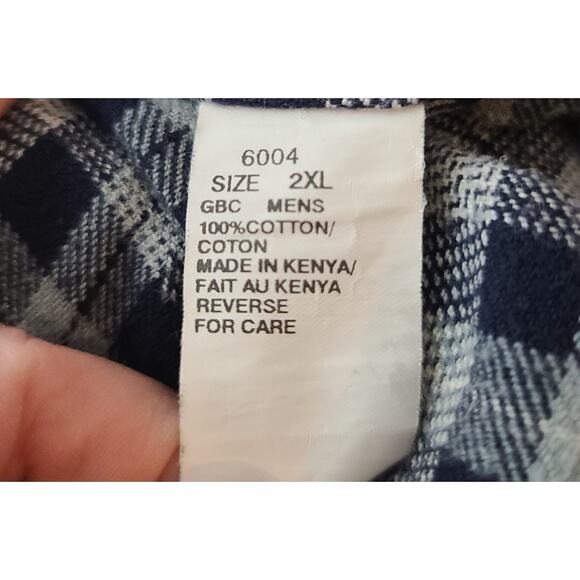 6004
SIZE 2XL
GBC MENS
100%COTTON/
COTON
MADE IN KENYA/
FAIT AU KENYA
REVERSE
FOR CARE